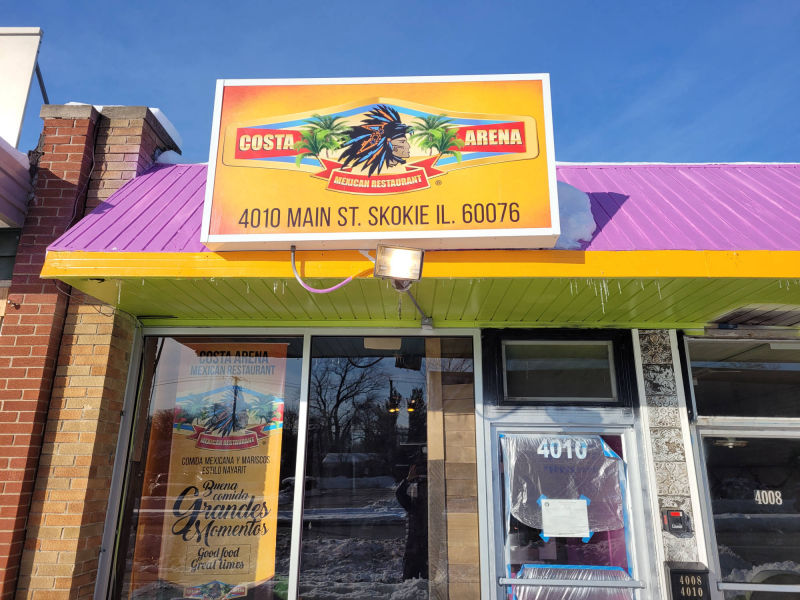 COSTA ARENA
MEXICAN RESTAURANT
®
4010 MAIN ST. SKOKIE IL. 60076
COSTA ARENA
MEXICAN RESTAURANT
MEXICAN RESTAURANT
COMIDA MEXICANA Y MARISCOS
ESTILO NAYARIT
Buena
comida
Grandes
Momentos
Good food
Great times
4010
4008
4008
4010